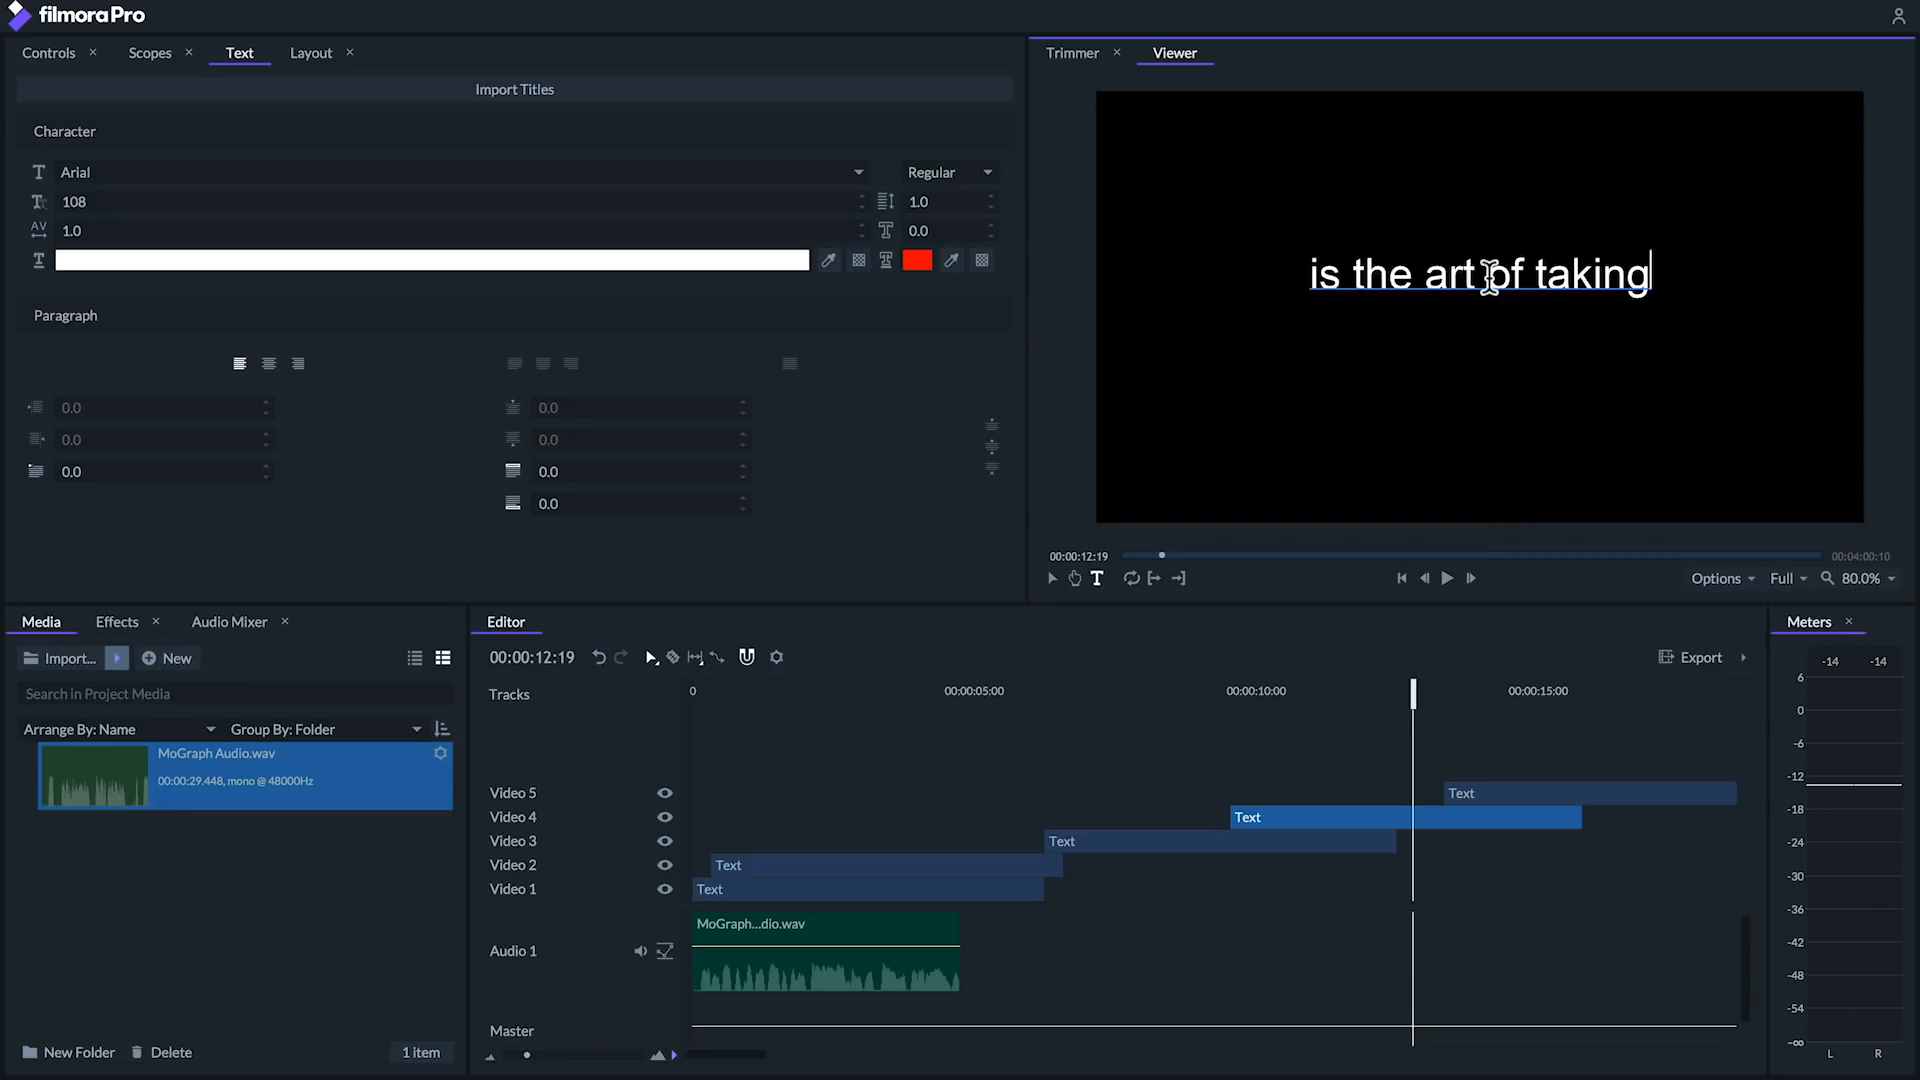 filmoraPro
Controls
Scopes
Text
Layout
Import Titles
Character
Arial
Regular
108
1.0
1.0
0.0
Paragraph
0.0
0.0
0.0
0.0
0.0
0.0
0.0
Trimmer
Viewer
is the art of taking
00:00:12:19
00:04:00:10
Options
Full
80.0%
Media
Effects
Audio Mixer
Import...
New
Search in Project Media
Arrange By: Name
Group By: Folder
MoGraph Audio.wav
00:00:29.448, mono @ 48000Hz
New Folder
Delete
1 item
Editor
00:00:12:19
Export
Tracks
0
00:00:05:00
00:00:10:00
00:00:15:00
Video 5
Text
Video 4
Text
Video 3
Text
Video 2
Text
Video 1
Text
MoGraph...dio.wav
Audio 1
Master
Meters
-14
-14
6
0
-6
-12
-18
-24
-30
-36
-42
-48
-54
-∞
L
R